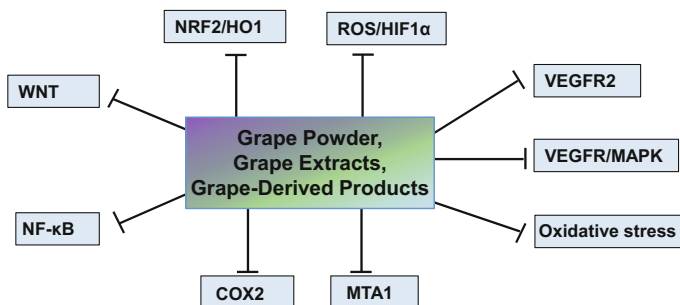 NRF2/HO1
ROS/HIF1α
WNT
VEGFR2
Grape Powder,
Grape Extracts,
Grape-Derived Products
VEGFR/MAPK
NF-κB
Oxidative stress
COX2
MTA1